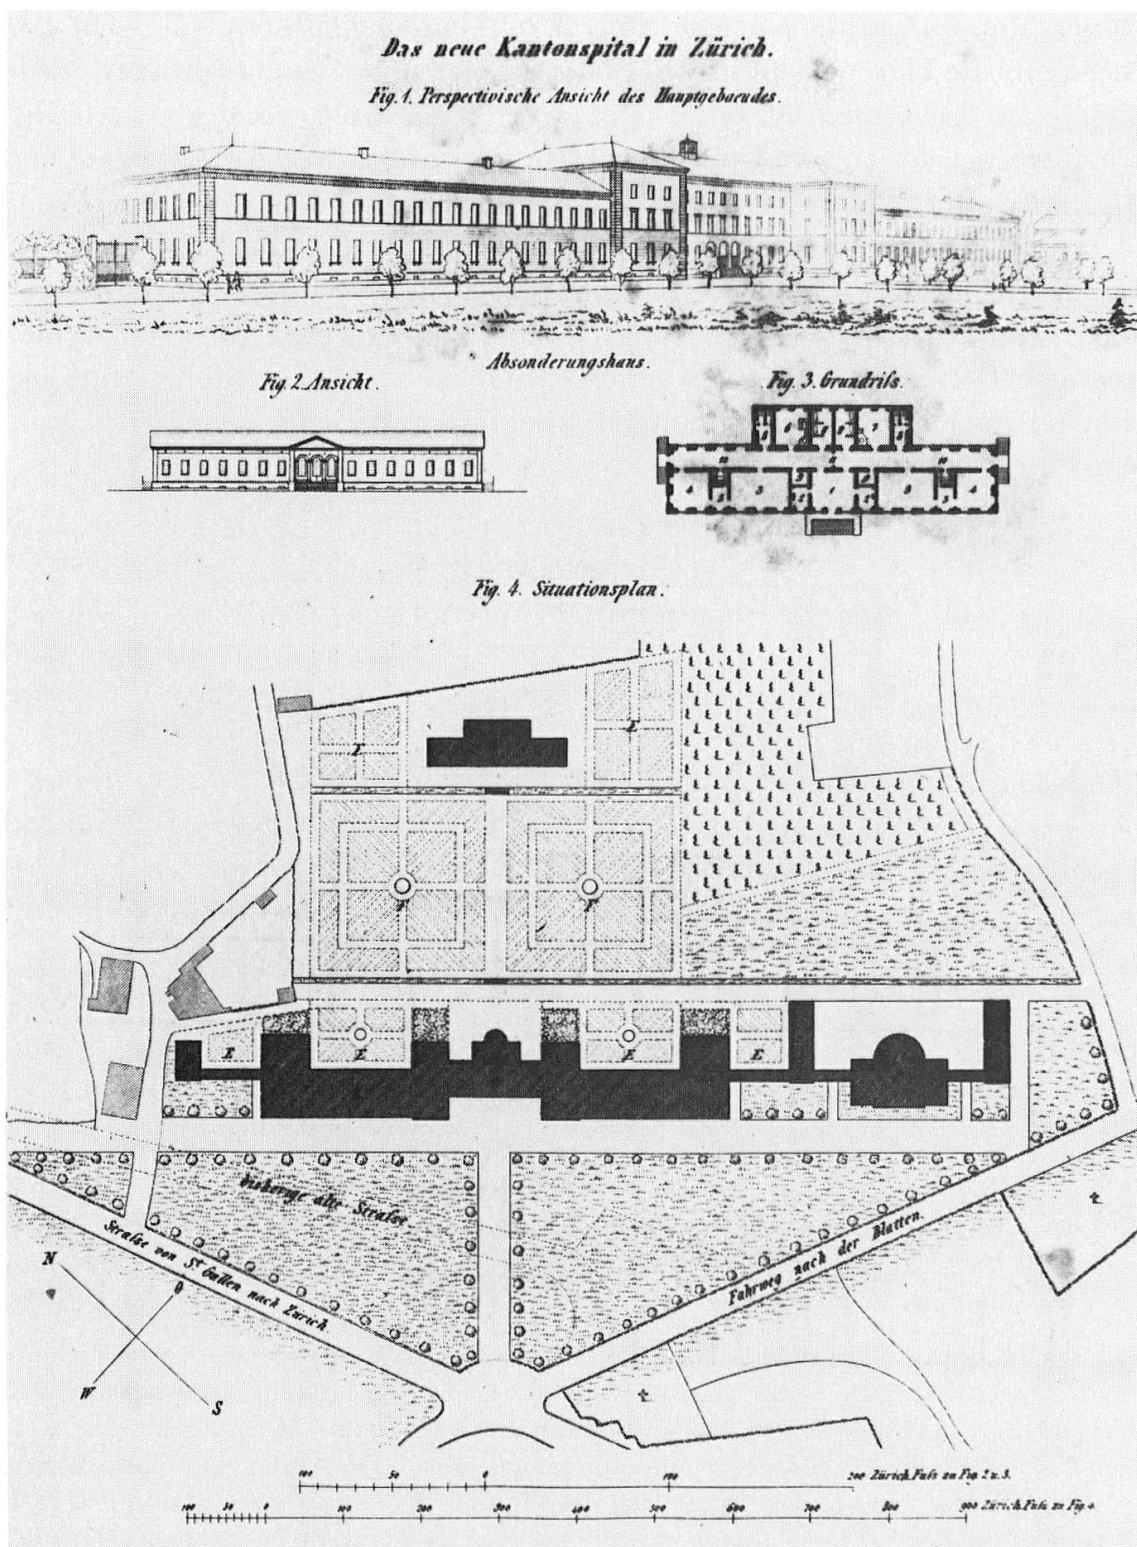 Das neue Kantonspital in Zürich.
Fig. 1. Perspectivische Ansicht des Hauptgebaeudes.
Absonderungshaus.
Fig. 2. Ansicht.
Fig. 3. Grundriſs.
Fig. 4. Situationsplan.
E
E
E
E
bisherige alte Straſse
Straſse von St Gallen nach Zürich.
Fahrweg nach der Blatten.
N
O
W
S
100 50 0 100 200 Zürich. Fuſs zu Fig. 2 u. 3.
100 50 0 100 200 300 400 500 600 700 800 900 Zürich. Fuſs zu Fig. 4.